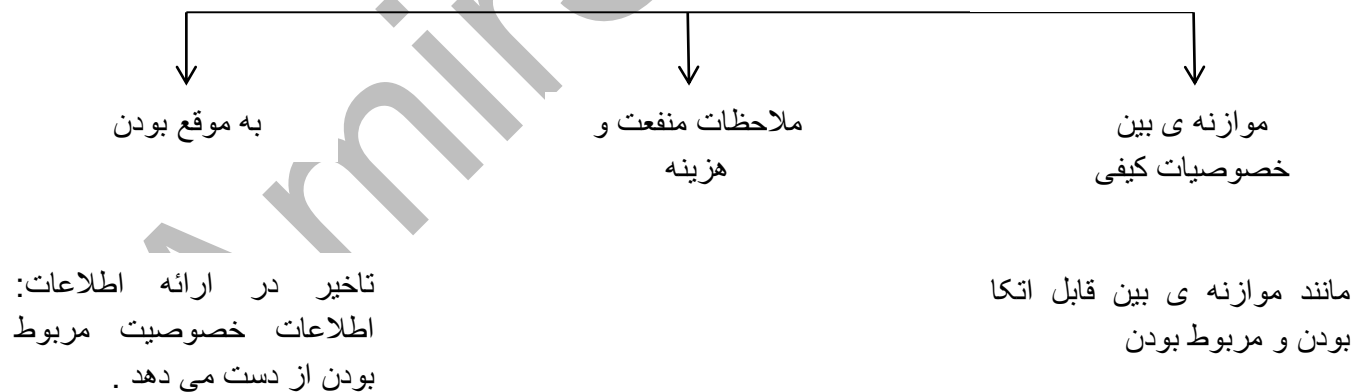 موازنه ی بین
خصوصیات کیفی
ملاحظات منفعت و
هزینه
به موقع بودن
مانند موازنه ی بین قابل اتکا
بودن و مربوط بودن
تاخیر در ارائه اطلاعات:
اطلاعات خصوصیت مربوط
بودن از دست می دهد .